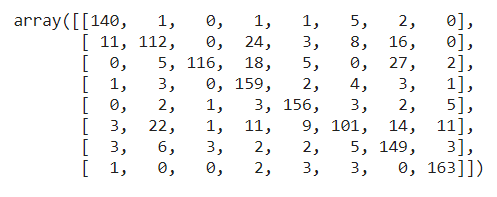 array([[140, 1, 0, 1, 1, 5, 2, 0],
[ 11, 112, 0, 24, 3, 8, 16, 0],
[ 0, 5, 116, 18, 5, 0, 27, 2],
[ 1, 3, 0, 159, 2, 4, 3, 1],
[ 0, 2, 1, 3, 156, 3, 2, 5],
[ 3, 22, 1, 11, 9, 101, 14, 11],
[ 3, 6, 3, 2, 2, 5, 149, 3],
[ 1, 0, 0, 2, 3, 3, 0, 163]])